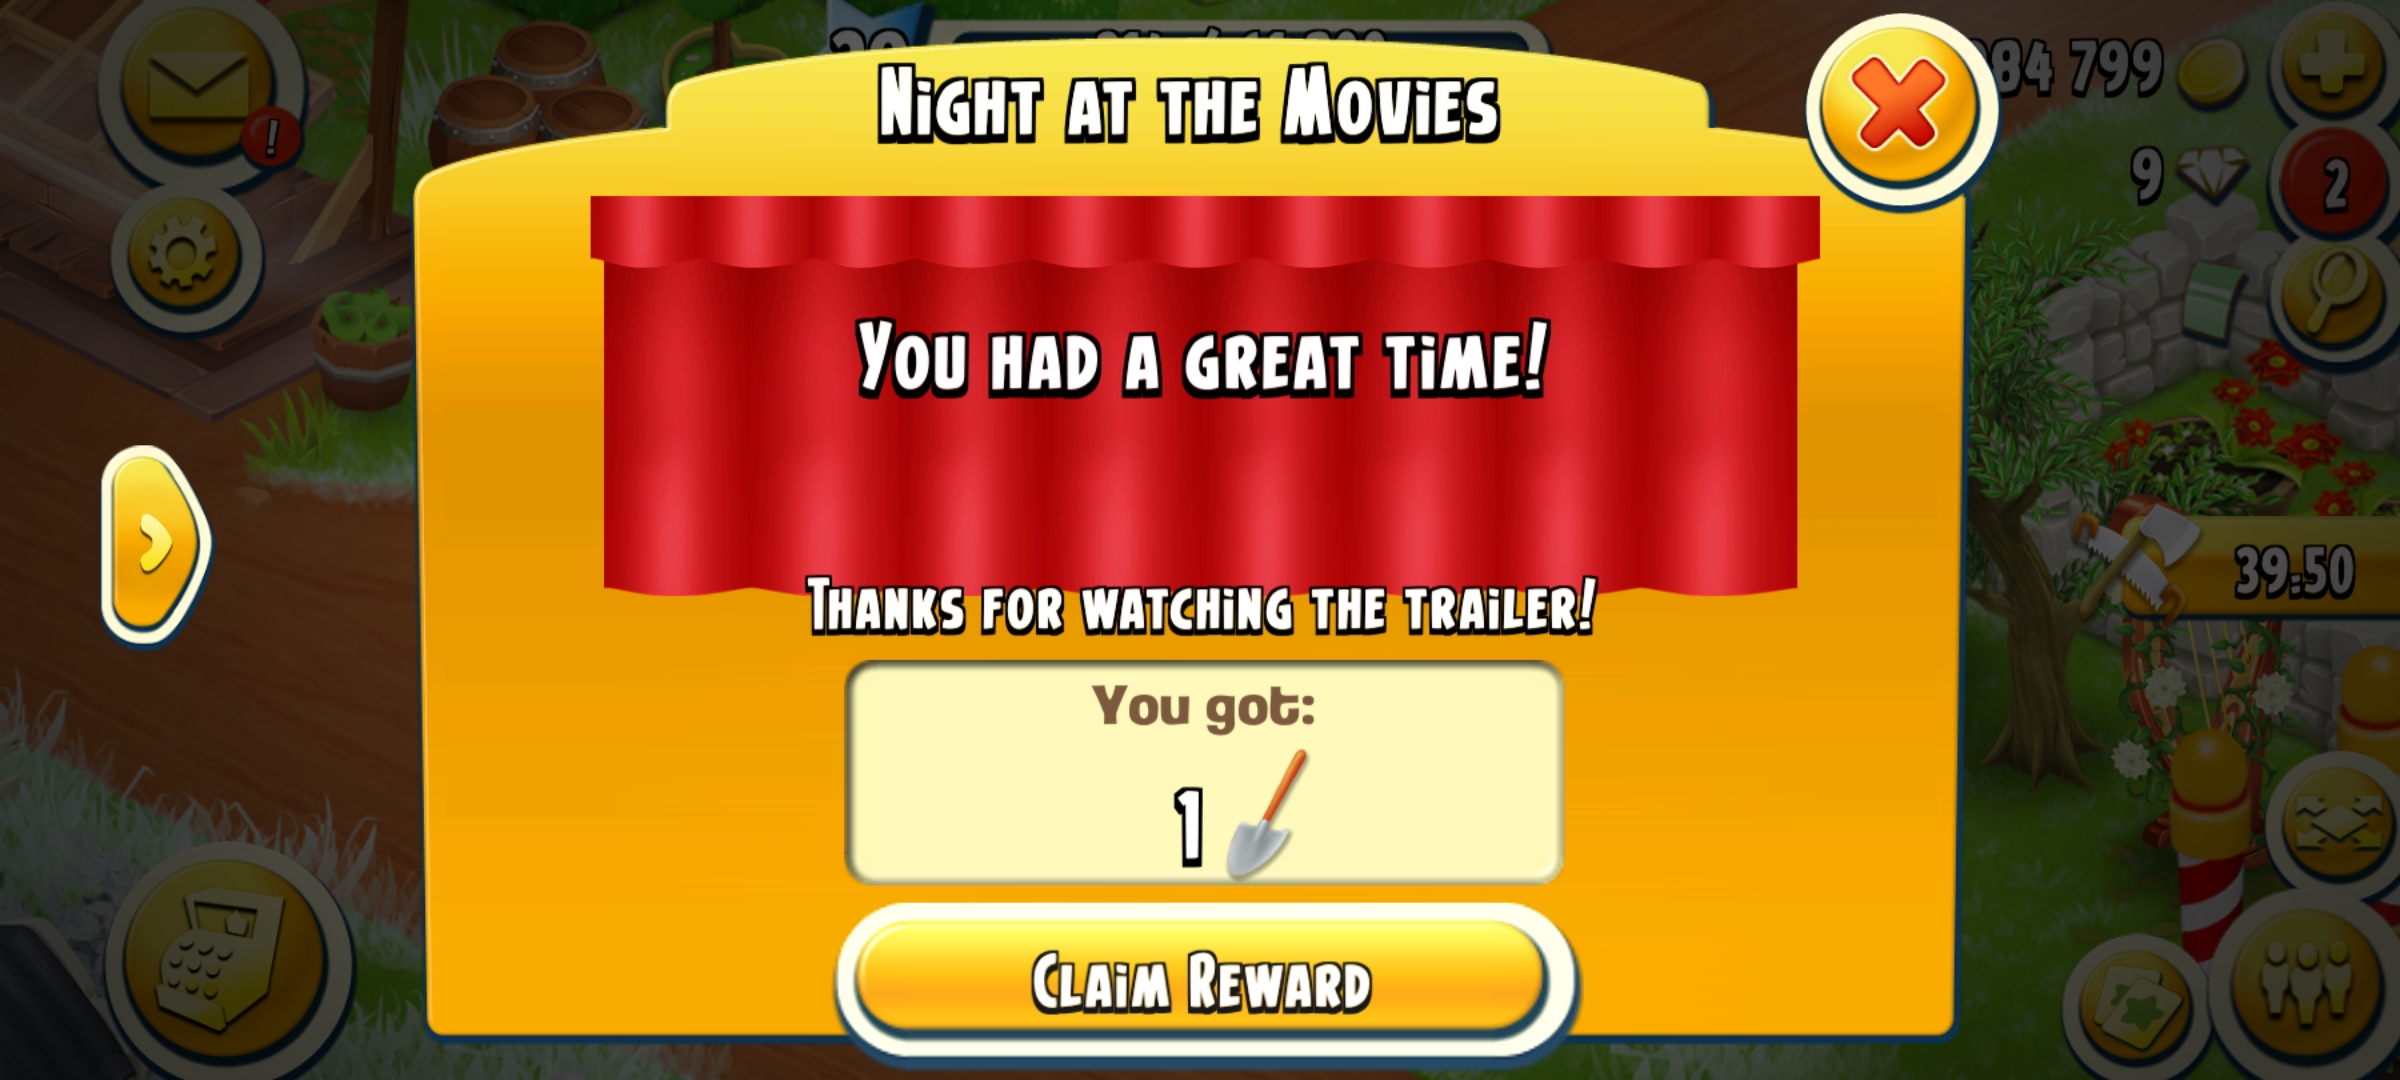 Night at the Movies
84 799
9
2
You had a great time!
39:50
Thanks for watching the trailer!
You got:
1
Claim Reward
!